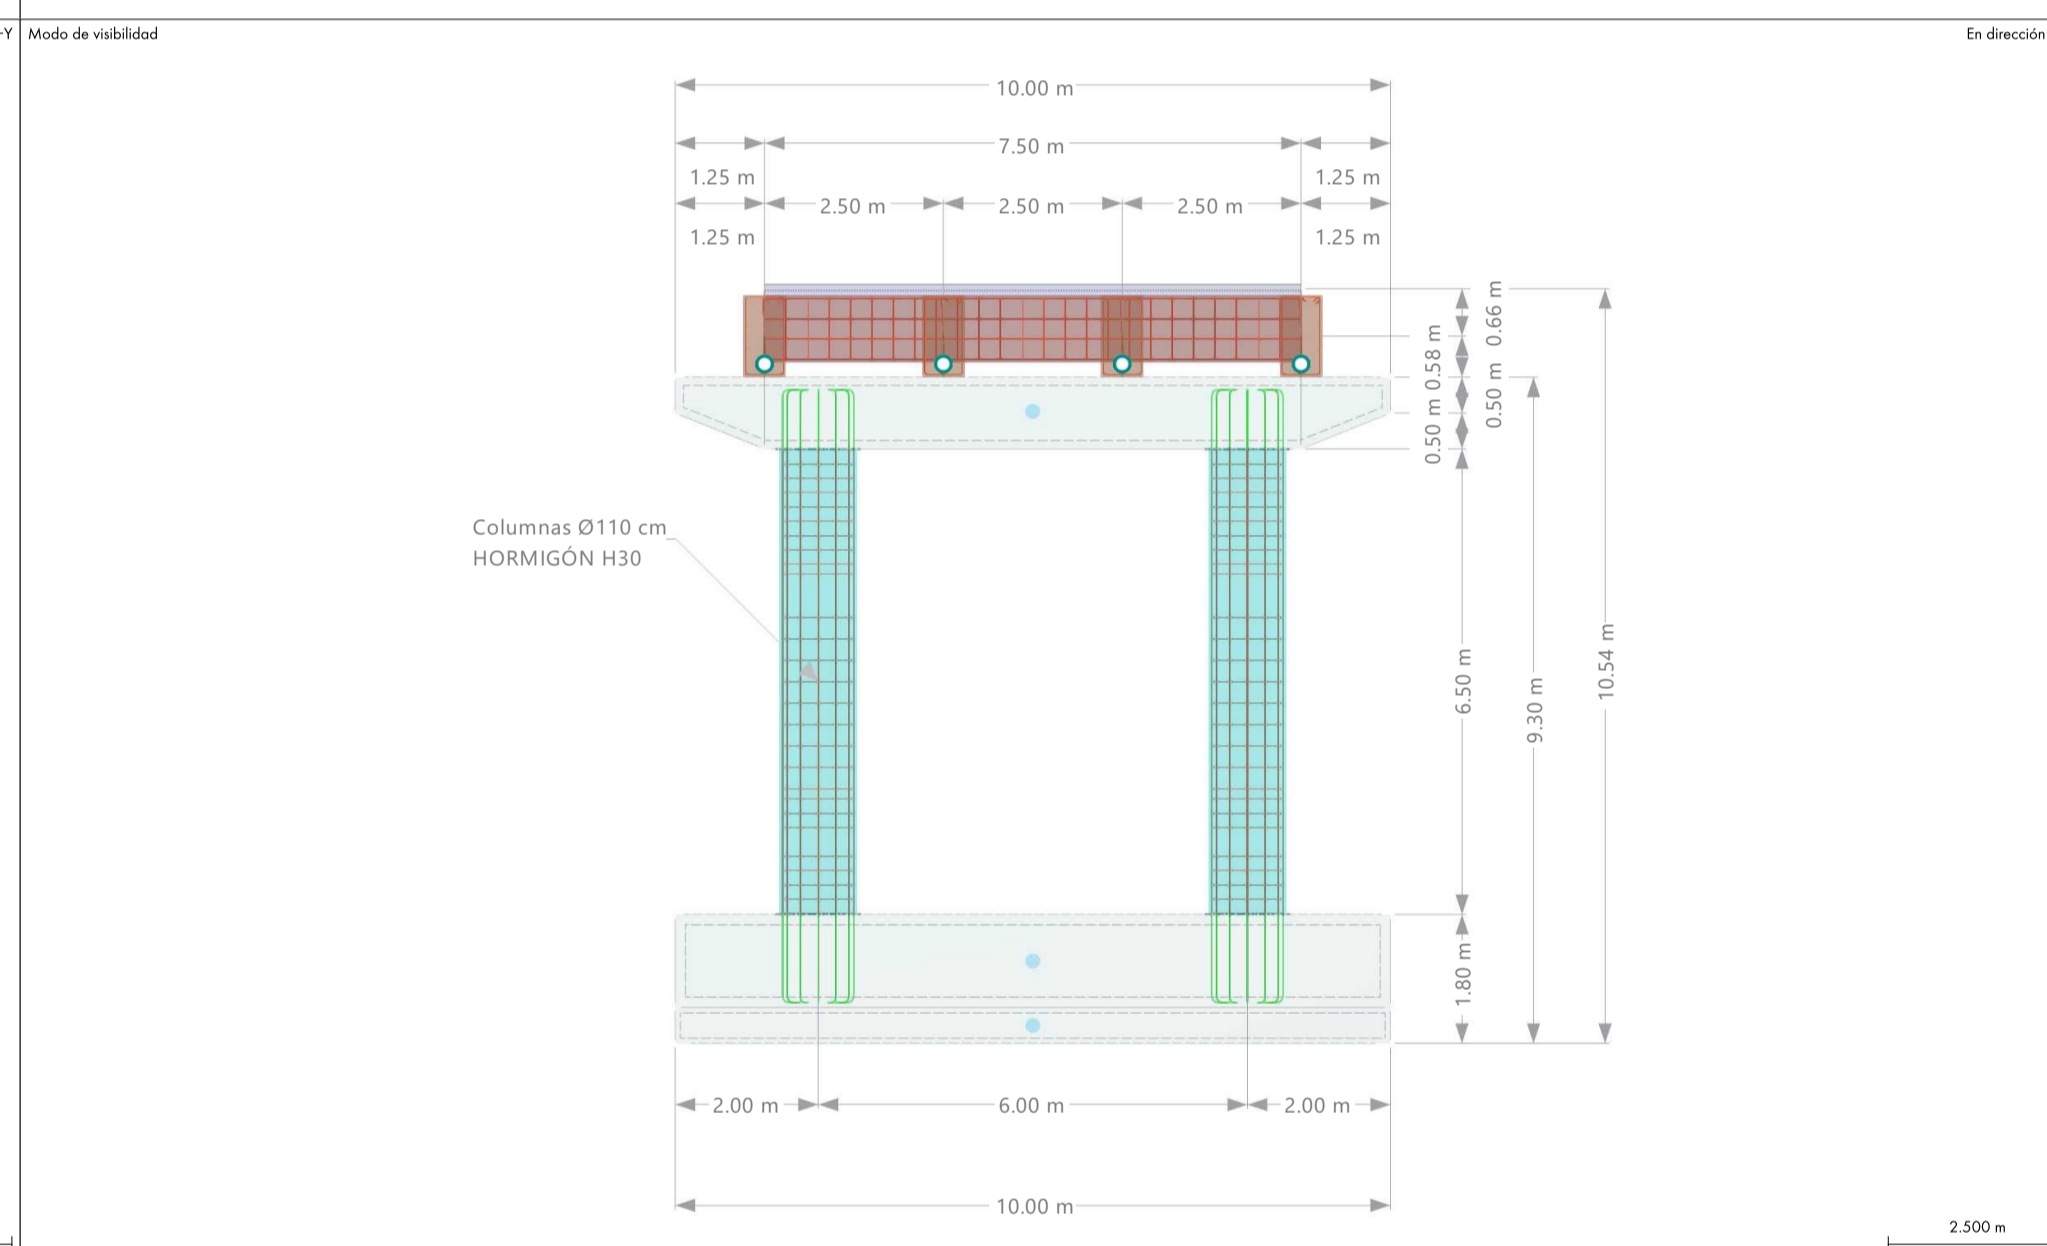 -Y
Modo de visibilidad
En dirección
10.00 m
7.50 m
1.25 m
1.25 m
2.50 m
2.50 m
2.50 m
1.25 m
1.25 m
0.66 m
0.58 m
0.50 m
0.50 m
Columnas Ø110 cm
HORMIGÓN H30
6.50 m
9.30 m
10.54 m
1.80 m
2.00 m
6.00 m
2.00 m
10.00 m
2.500 m